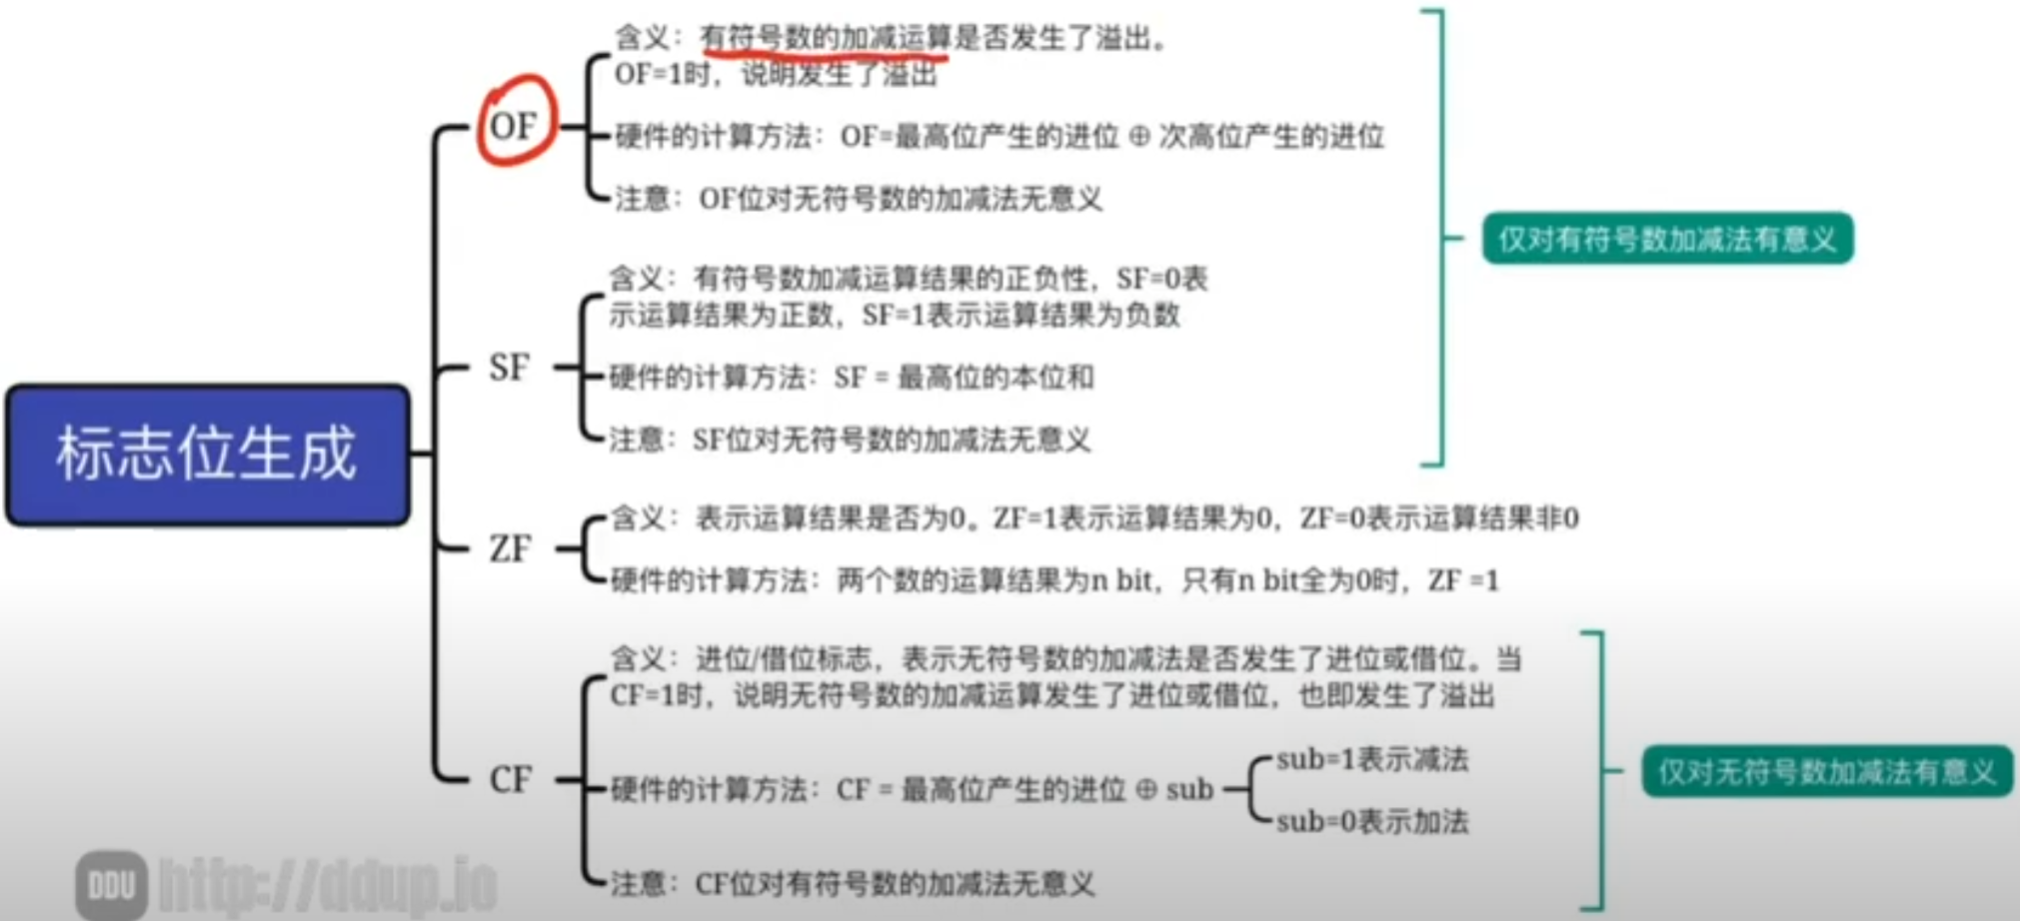 标志位生成
OF
含义：有符号数的加减运算是否发生了溢出。
OF=1时，说明发生了溢出
硬件的计算方法：OF=最高位产生的进位 ⊕ 次高位产生的进位
注意：OF位对无符号数的加减法无意义
SF
含义：有符号数加减运算结果的正负性，SF=0表
示运算结果为正数，SF=1表示运算结果为负数
硬件的计算方法：SF = 最高位的本位和
注意：SF位对无符号数的加减法无意义
仅对有符号数加减法有意义
ZF
含义：表示运算结果是否为0。ZF=1表示运算结果为0，ZF=0表示运算结果非0
硬件的计算方法：两个数的运算结果为n bit，只有n bit全为0时，ZF =1
CF
含义：进位/借位标志，表示无符号数的加减法是否发生了进位或借位。当
CF=1时，说明无符号数的加减运算发生了进位或借位，也即发生了溢出
硬件的计算方法：CF = 最高位产生的进位 ⊕ sub
sub=1表示减法
sub=0表示加法
注意：CF位对有符号数的加减法无意义
仅对无符号数加减法有意义
DDU http://ddup.io